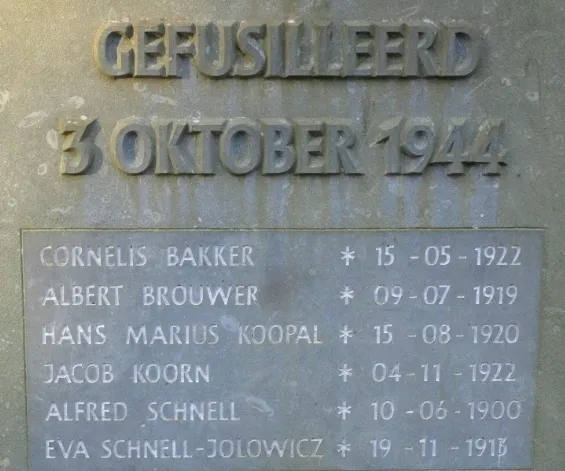 GEFUSILLEERD
3 OKTOBER 1944
CORNELIS BAKKER * 15-05-1922
ALBERT BROUWER * 09-07-1919
HANS MARIUS KOOPAL * 15-08-1920
JACOB KOORN * 04-11-1922
ALFRED SCHNELL * 10-06-1900
EVA SCHNELL-JOLOWICZ * 19-11-1913